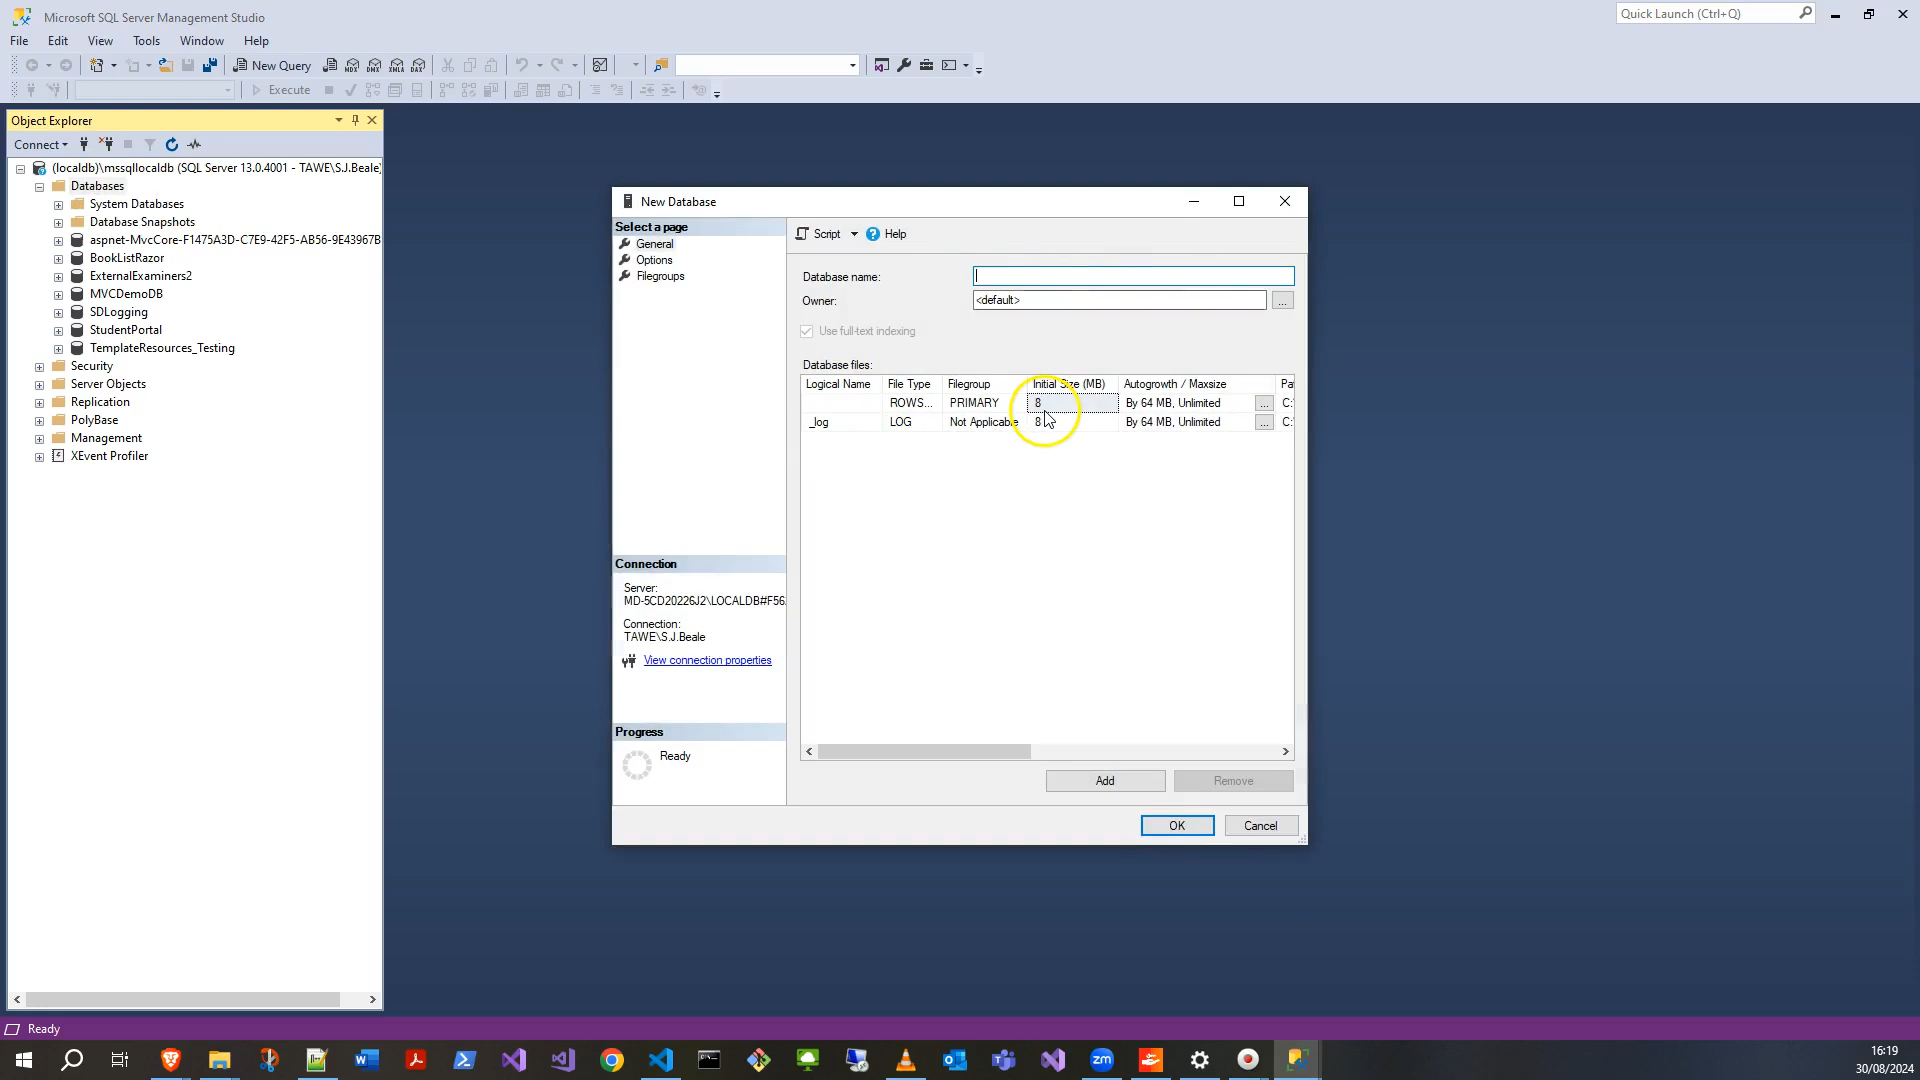 Microsoft SQL Server Management Studio
Quick Launch (Ctrl+Q)
File Edit View Tools Window Help
New Query
MDX DMX XMLA DAX
Execute
Object Explorer
Connect
(localdb)\mssqllocaldb (SQL Server 13.0.4001 - TAWE\S.J.Beale)
Databases
System Databases
Database Snapshots
aspnet-MvcCore-F1475A3D-C7E9-42F5-AB56-9E43967B
BookListRazor
ExternalExaminers2
MVCDemoDB
SDLogging
StudentPortal
TemplateResources_Testing
Security
Server Objects
Replication
PolyBase
Management
XEvent Profiler
New Database
Select a page
General
Options
Filegroups
Script Help
Database name:
Owner: <default> ...
Use full-text indexing
Database files:
Logical Name File Type Filegroup Initial Size (MB) Autogrowth / Maxsize Pa
ROWS... PRIMARY 8 By 64 MB, Unlimited ... C:
_log LOG Not Applicable 8 By 64 MB, Unlimited ... C:
Connection
Server:
MD-5CD20226J2\LOCALDB#F56
Connection:
TAWE\S.J.Beale
View connection properties
Progress
Ready
Add Remove
OK Cancel
Ready
16:19
30/08/2024